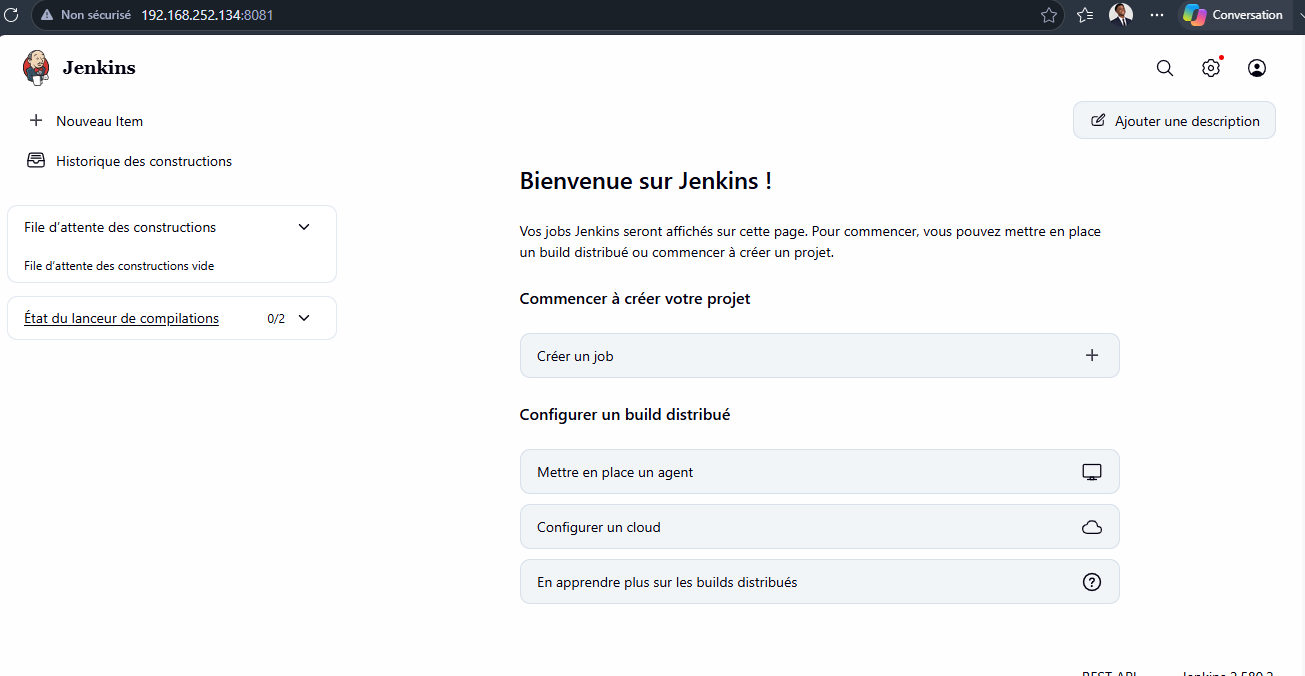 Non sécurisé 192.168.252.134:8081
Conversation
Jenkins
Nouveau Item
Ajouter une description
Historique des constructions
Bienvenue sur Jenkins !
File d’attente des constructions
Vos jobs Jenkins seront affichés sur cette page. Pour commencer, vous pouvez mettre en place
un build distribué ou commencer à créer un projet.
File d’attente des constructions vide
Commencer à créer votre projet
État du lanceur de compilations 0/2
Créer un job
Configurer un build distribué
Mettre en place un agent
Configurer un cloud
En apprendre plus sur les builds distribués
REST API
Jenkins